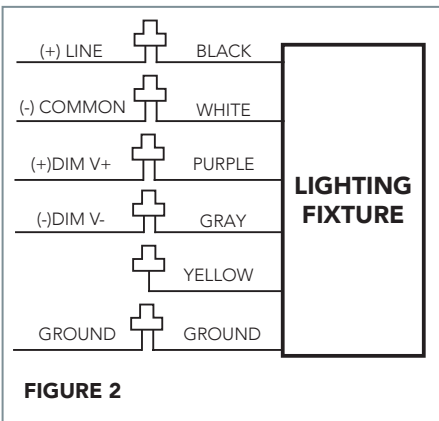 (+) LINE BLACK
(-) COMMON WHITE
(+)DIM V+ PURPLE
(-)DIM V- GRAY
YELLOW
GROUND GROUND
LIGHTING
FIXTURE
FIGURE 2